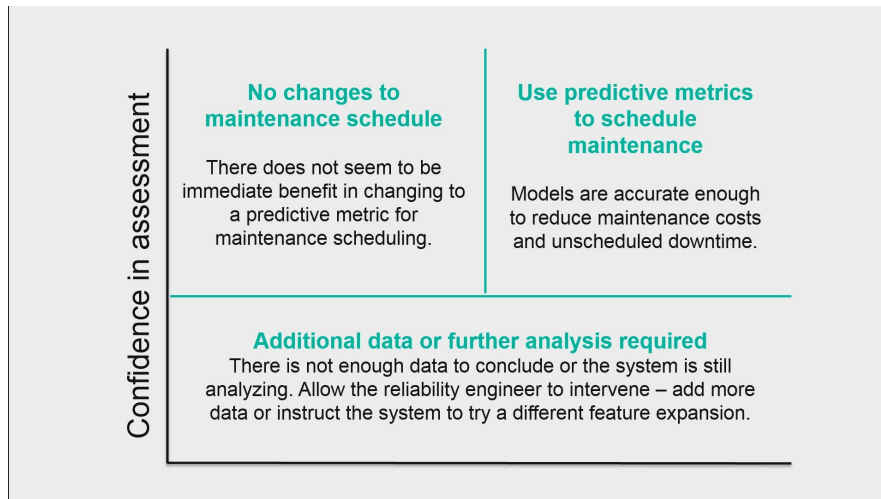 Confidence in assessment
No changes to
maintenance schedule
There does not seem to be
immediate benefit in changing to
a predictive metric for
maintenance scheduling.
Use predictive metrics
to schedule
maintenance
Models are accurate enough
to reduce maintenance costs
and unscheduled downtime.
Additional data or further analysis required
There is not enough data to conclude or the system is still
analyzing. Allow the reliability engineer to intervene – add more
data or instruct the system to try a different feature expansion.